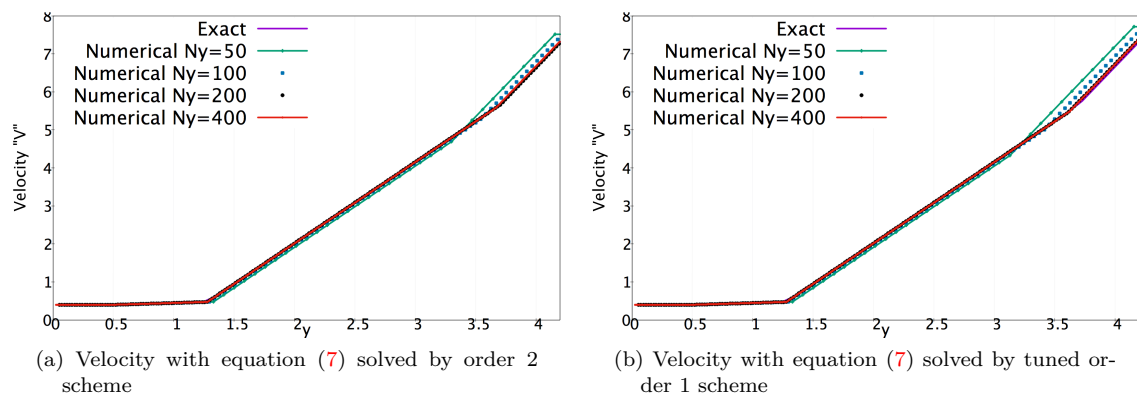 8
7
6
5
4
3
2
1
0
Velocity "V"
Exact
Numerical Ny=50
Numerical Ny=100
Numerical Ny=200
Numerical Ny=400
0 0.5 1 1.5 2 2.5 3 3.5 4
y
(a) Velocity with equation (7) solved by order 2
scheme
8
7
6
5
4
3
2
1
0
Velocity "V"
Exact
Numerical Ny=50
Numerical Ny=100
Numerical Ny=200
Numerical Ny=400
0 0.5 1 1.5 2 2.5 3 3.5 4
y
(b) Velocity with equation (7) solved by tuned or-
der 1 scheme